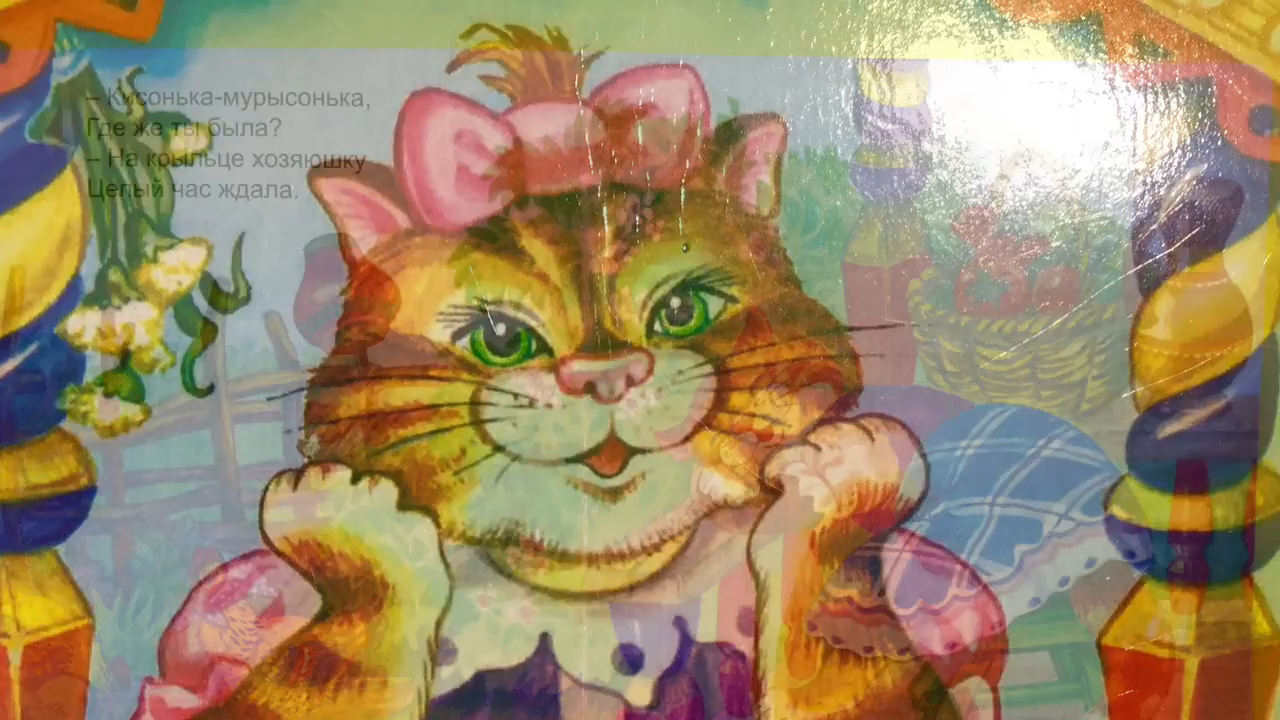 – Кисонька-мурысонька,
Где же ты была?
– На крыльце хозяюшку
Целый час ждала.